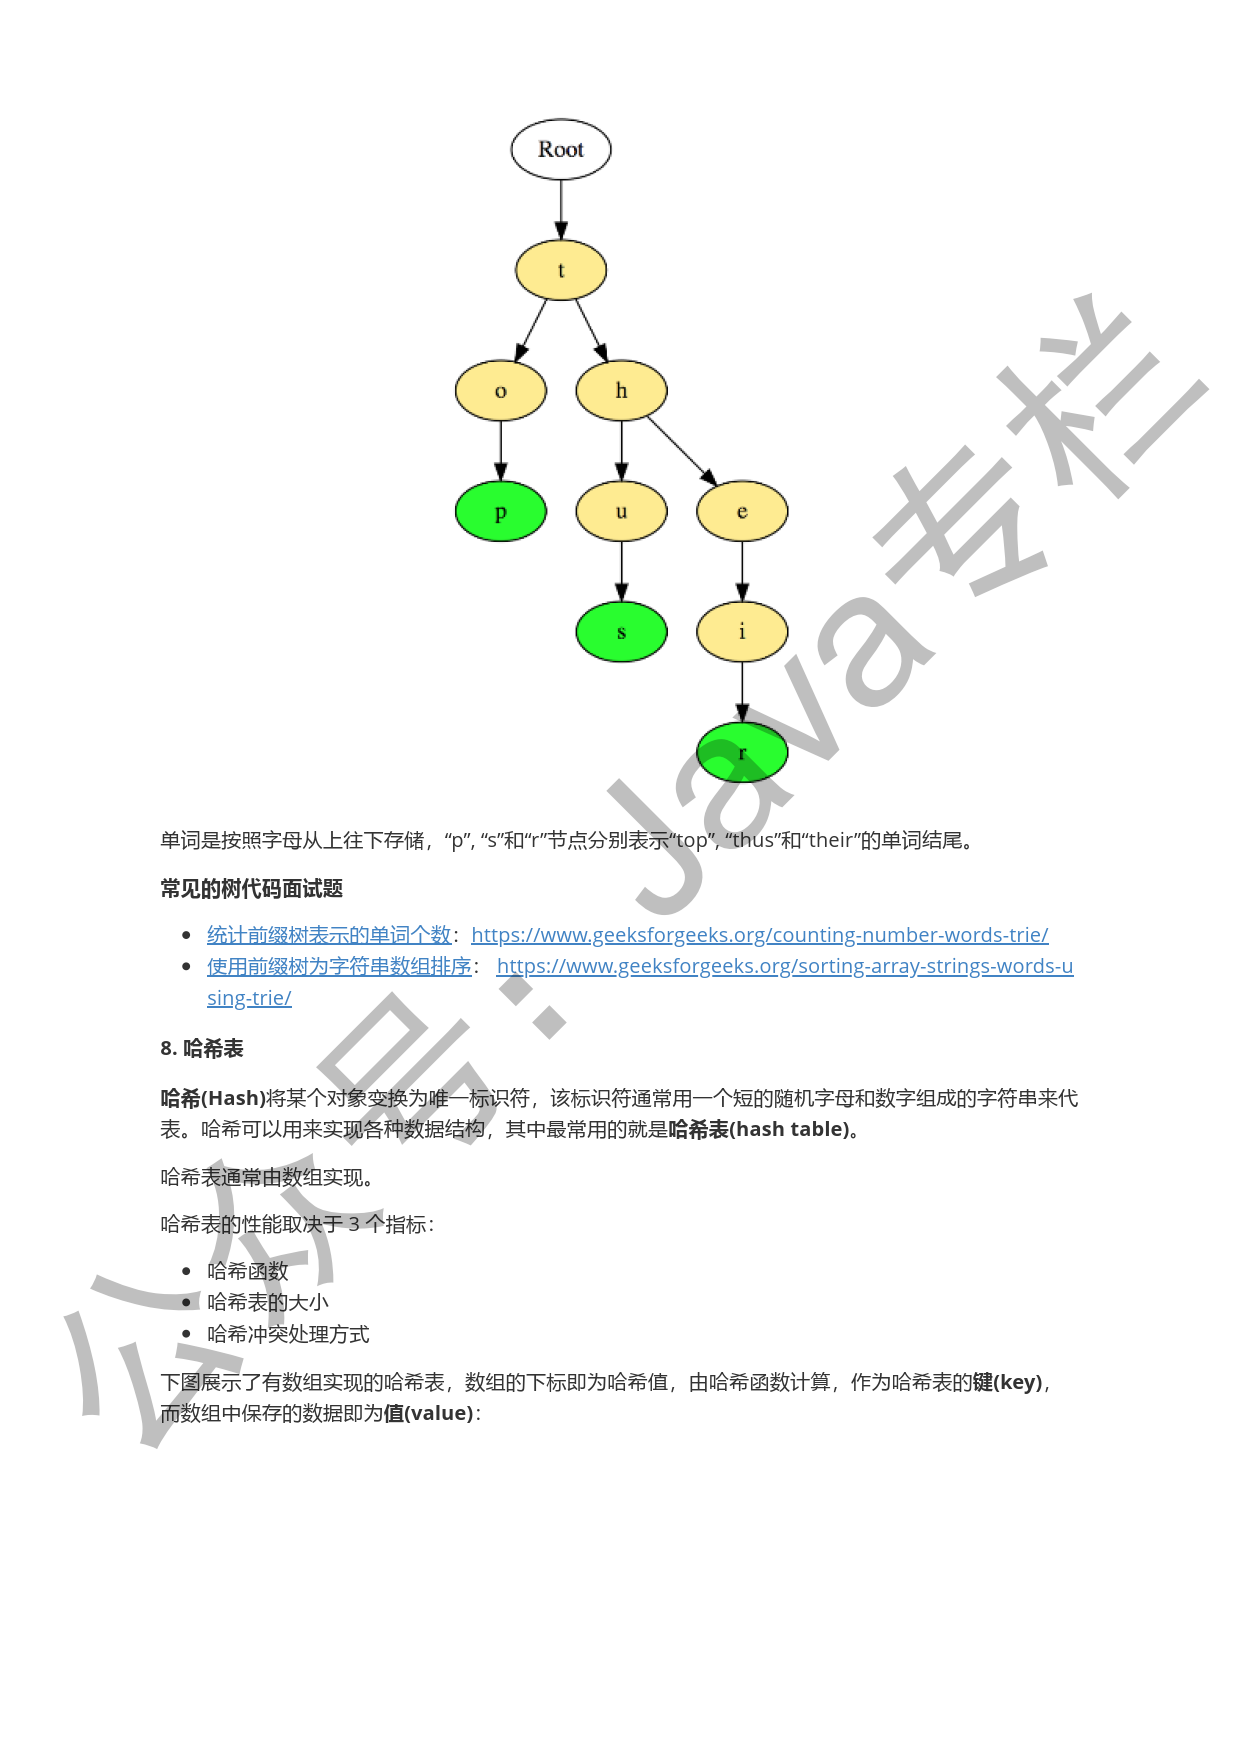 Root
t
o h
p u e
s i
r
单词是按照字母从上往下存储，“p”, “s”和“r”节点分别表示“top”, “thus”和“their”的单词结尾。
常见的树代码面试题
统计前缀树表示的单词个数：https://www.geeksforgeeks.org/counting-number-words-trie/
使用前缀树为字符串数组排序： https://www.geeksforgeeks.org/sorting-array-strings-words-u
sing-trie/
8. 哈希表
哈希(Hash)将某个对象变换为唯一标识符，该标识符通常用一个短的随机字母和数字组成的字符串来代
表。哈希可以用来实现各种数据结构，其中最常用的就是哈希表(hash table)。
哈希表通常由数组实现。
哈希表的性能取决于 3 个指标：
哈希函数
哈希表的大小
哈希冲突处理方式
下图展示了有数组实现的哈希表，数组的下标即为哈希值，由哈希函数计算，作为哈希表的键(key)，
而数组中保存的数据即为值(value)：
公众号：Java专栏